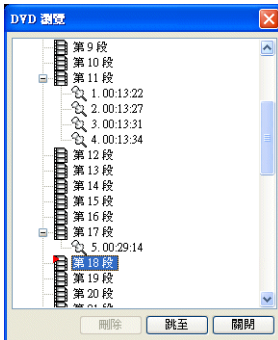 DVD 瀏覽
第 9 段
第 10 段
第 11 段
1. 00:13:22
2. 00:13:27
3. 00:13:31
4. 00:13:34
第 12 段
第 13 段
第 14 段
第 15 段
第 16 段
第 17 段
5. 00:29:14
第 18 段
第 19 段
第 20 段
第 21 段
刪除 跳至 關閉